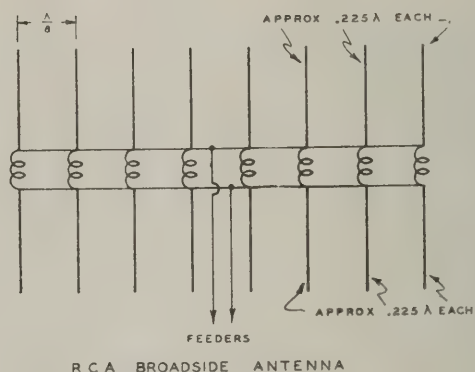 λ
8
APPROX .225 λ EACH
APPROX .225 λ EACH
FEEDERS
RCA BROADSIDE ANTENNA